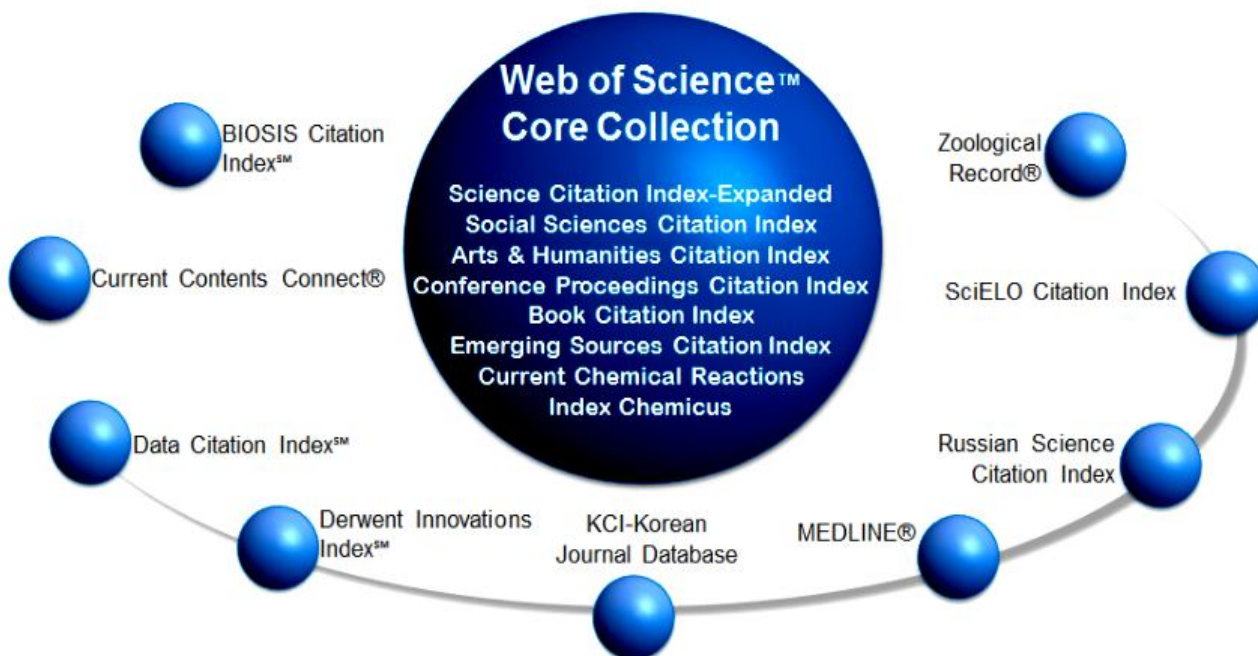 Web of Science™
Core Collection
Science Citation Index-Expanded
Social Sciences Citation Index
Arts & Humanities Citation Index
Conference Proceedings Citation Index
Book Citation Index
Emerging Sources Citation Index
Current Chemical Reactions
Index Chemicus
BIOSIS Citation
Index℠
Current Contents Connect®
Data Citation Index℠
Derwent Innovations
Index℠
KCI-Korean
Journal Database
MEDLINE®
Russian Science
Citation Index
SciELO Citation Index
Zoological
Record®